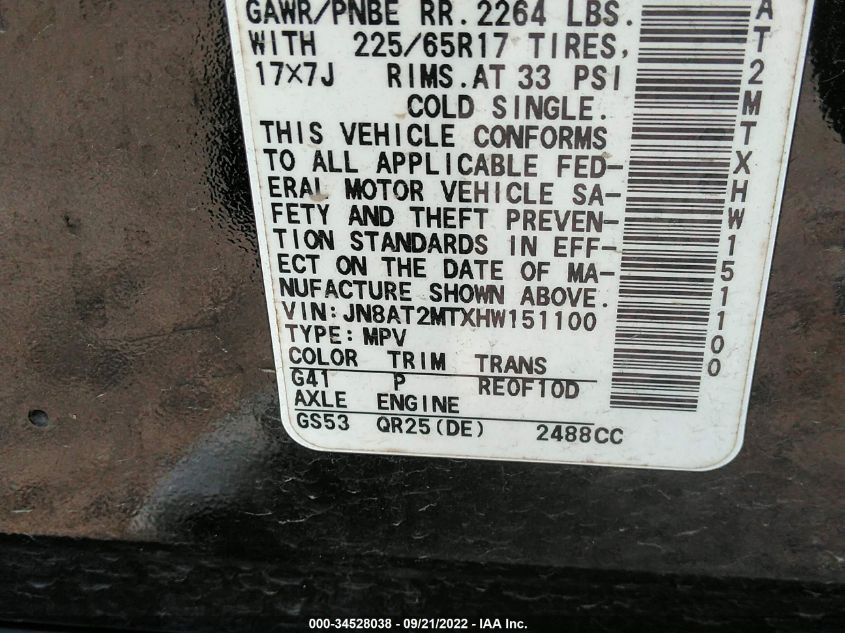 GAWR/PNBE RR. 2264 LBS.
WITH 225/65R17 TIRES,
17×7J RIMS. AT 33 PSI
COLD SINGLE.
THIS VEHICLE CONFORMS
TO ALL APPLICABLE FED-
ERAL MOTOR VEHICLE SA-
FETY AND THEFT PREVEN-
TION STANDARDS IN EFF-
ECT ON THE DATE OF MA-
NUFACTURE SHOWN ABOVE.
VIN:JN8AT2MTXHW151100
TYPE:MPV
COLOR TRIM TRANS
G41 P RE0F10D
AXLE ENGINE
GS53 QR25(DE) 2488CC
AT2MTXHW151100
000-34528038 - 09/21/2022 - IAA Inc.